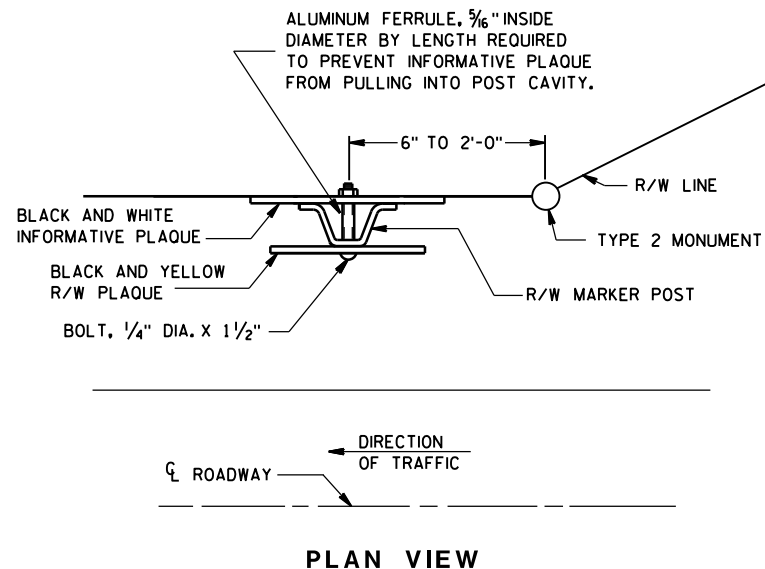 ALUMINUM FERRULE, 5/16" INSIDE
DIAMETER BY LENGTH REQUIRED
TO PREVENT INFORMATIVE PLAQUE
FROM PULLING INTO POST CAVITY.
6" TO 2'-0"
R/W LINE
BLACK AND WHITE
INFORMATIVE PLAQUE
TYPE 2 MONUMENT
BLACK AND YELLOW
R/W PLAQUE
R/W MARKER POST
BOLT, 1/4" DIA. X 1 1/2"
DIRECTION
OF TRAFFIC
℄ ROADWAY
PLAN VIEW